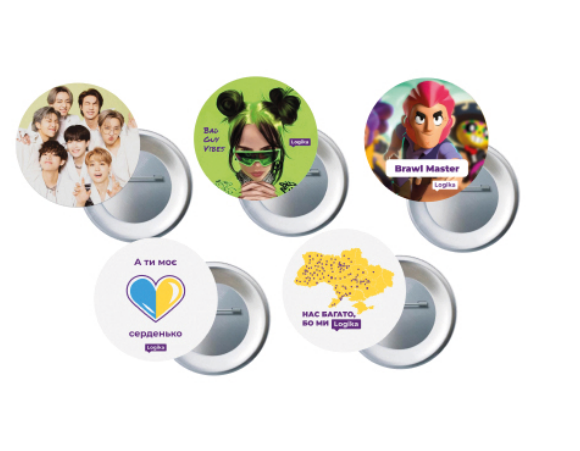 BAD
GUY
VIBES
Logika
Brawl Master
Logika
А ти моє
серденько
Logika
НАС БАГАТО,
БО МИ Logika